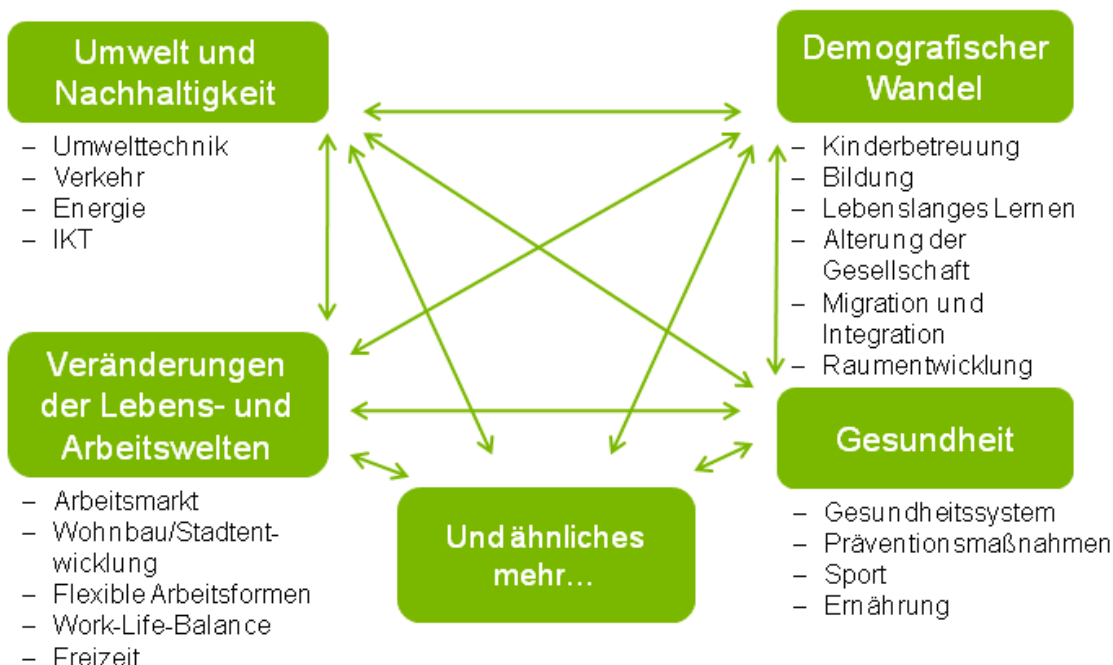 Umwelt und
Nachhaltigkeit
– Umwelttechnik
– Verkehr
– Energie
– IKT
Demografischer
Wandel
– Kinderbetreuung
– Bildung
– Lebenslanges Lernen
– Alterung der
Gesellschaft
– Migration und
Integration
– Raumentwicklung
Veränderungen
der Lebens- und
Arbeitswelten
– Arbeitsmarkt
– Wohnbau/Stadtent-
wicklung
– Flexible Arbeitsformen
– Work-Life-Balance
– Freizeit
Und ähnliches
mehr...
Gesundheit
– Gesundheitssystem
– Präventionsmaßnahmen
– Sport
– Ernährung